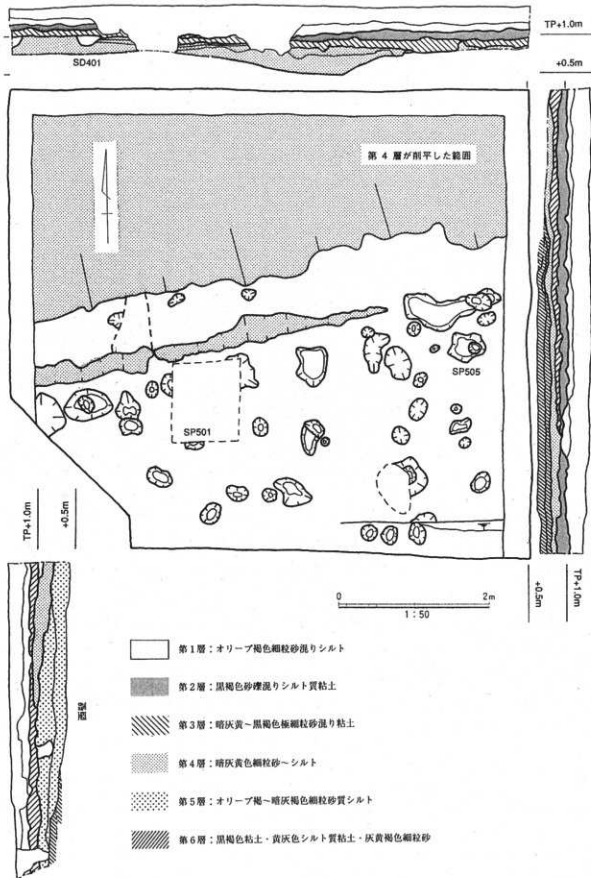 TP+1.0m
SD401
+0.5m
第4層が削平した範囲
SP505
SP501
TP+1.0m
+0.5m
+0.5m
TP+1.0m
0 2m
1:50
第1層:オリーブ褐色細粒砂混りシルト
第2層:黒褐色砂礫混りシルト質粘土
第3層:暗灰黄~黒褐色極細粒砂混り粘土
第4層:暗灰黄色細粒砂~シルト
第5層:オリーブ褐~暗灰褐色細粒砂質シルト
第6層:黒褐色粘土・黄灰色シルト質粘土・灰黄褐色細粒砂